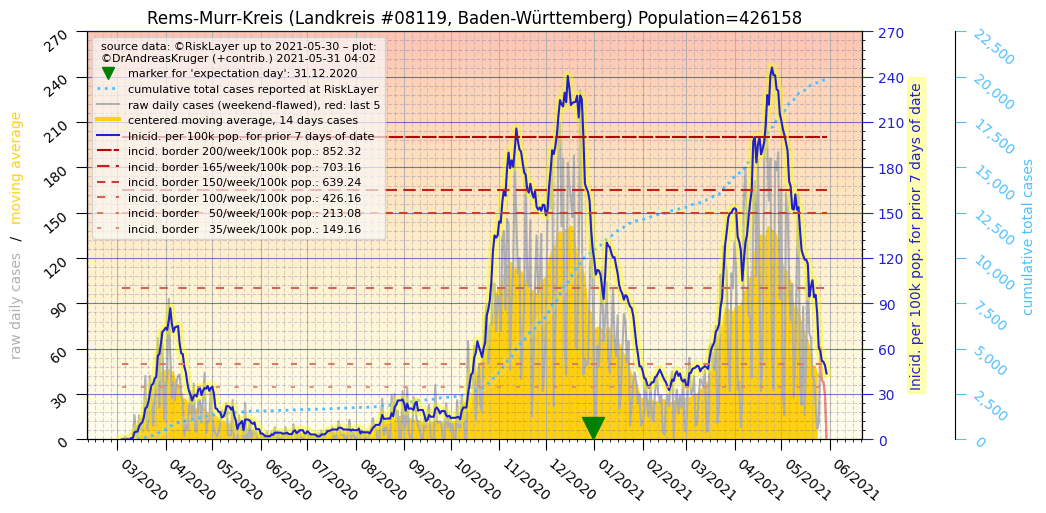 Rems-Murr-Kreis (Landkreis #08119, Baden-Württemberg) Population=426158
source data: ©RiskLayer up to 2021-05-30 – plot:
©DrAndreasKruger (+contrib.) 2021-05-31 04:02
marker for 'expectation day': 31.12.2020
cumulative total cases reported at RiskLayer
raw daily cases (weekend-flawed), red: last 5
centered moving average, 14 days cases
Inicid. per 100k pop. for prior 7 days of date
incid. border 200/week/100k pop.: 852.32
incid. border 165/week/100k pop.: 703.16
incid. border 150/week/100k pop.: 639.24
incid. border 100/week/100k pop.: 426.16
incid. border 50/week/100k pop.: 213.08
incid. border 35/week/100k pop.: 149.16
raw daily cases / moving average
270
240
210
180
150
120
90
60
30
0
03/2020
04/2020
05/2020
06/2020
07/2020
08/2020
09/2020
10/2020
11/2020
12/2020
01/2021
02/2021
03/2021
04/2021
05/2021
06/2021
270
240
210
180
150
120
90
60
30
0
Inicid. per 100k pop. for prior 7 days of date
22,500
20,000
17,500
15,000
12,500
10,000
7,500
5,000
2,500
0
cumulative total cases